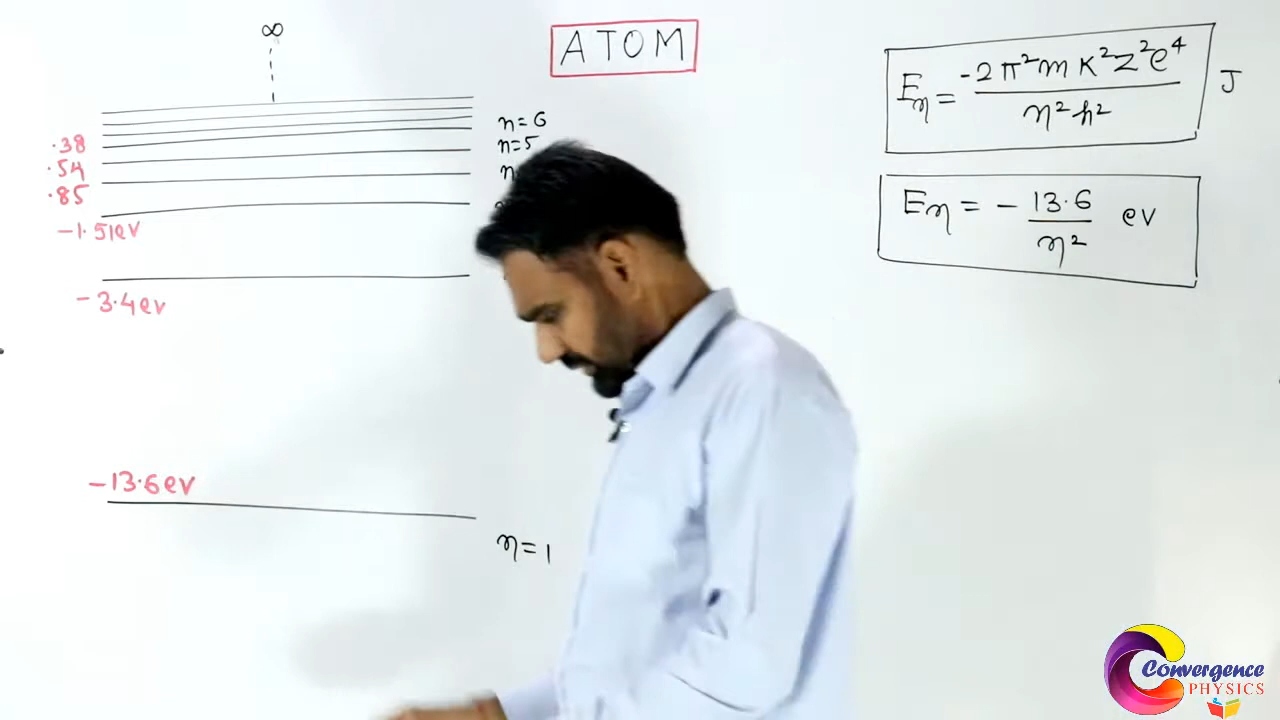 ∞
ATOM
n=6
n=5
n
.38
.54
.85
-1.51ev
-3.4ev
-13.6ev
n=1
Eₙ = -2π²mK²Z²e⁴ / n²h² J
Eₙ = - 13.6 / n² ev
Convergence
PHYSICS